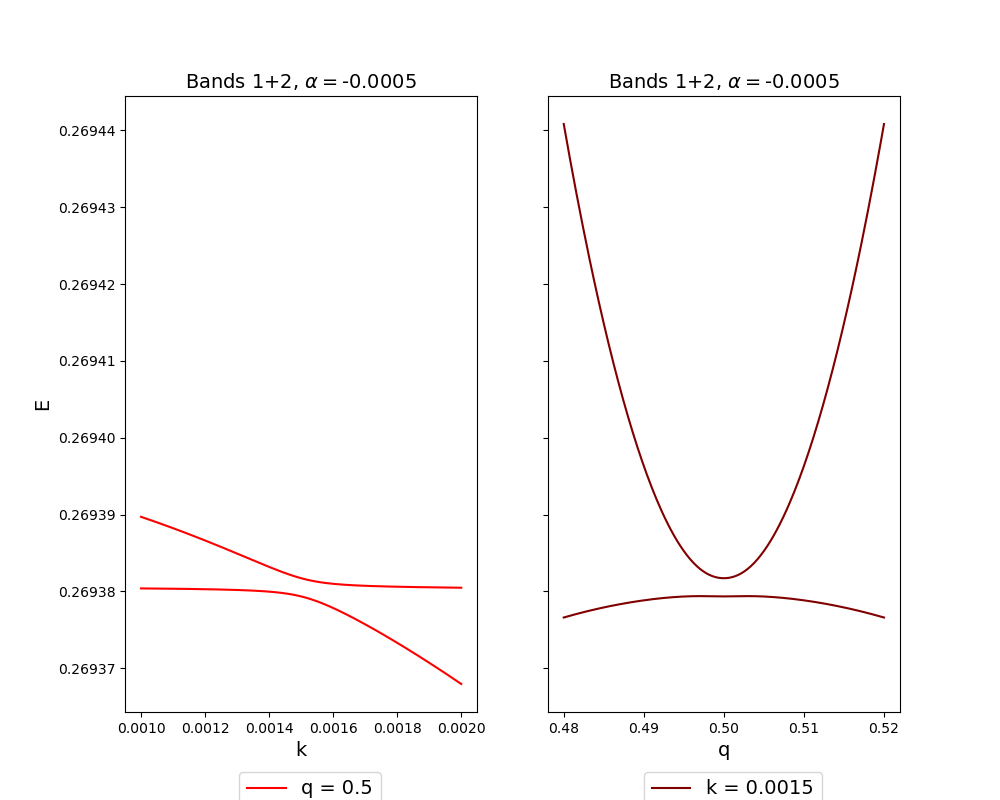 Bands 1+2, α = -0.0005
Bands 1+2, α = -0.0005
0.26944
0.26943
0.26942
0.26941
0.26940
0.26939
0.26938
0.26937
E
0.0010 0.0012 0.0014 0.0016 0.0018 0.0020
0.48 0.49 0.50 0.51 0.52
k
q
q = 0.5
k = 0.0015